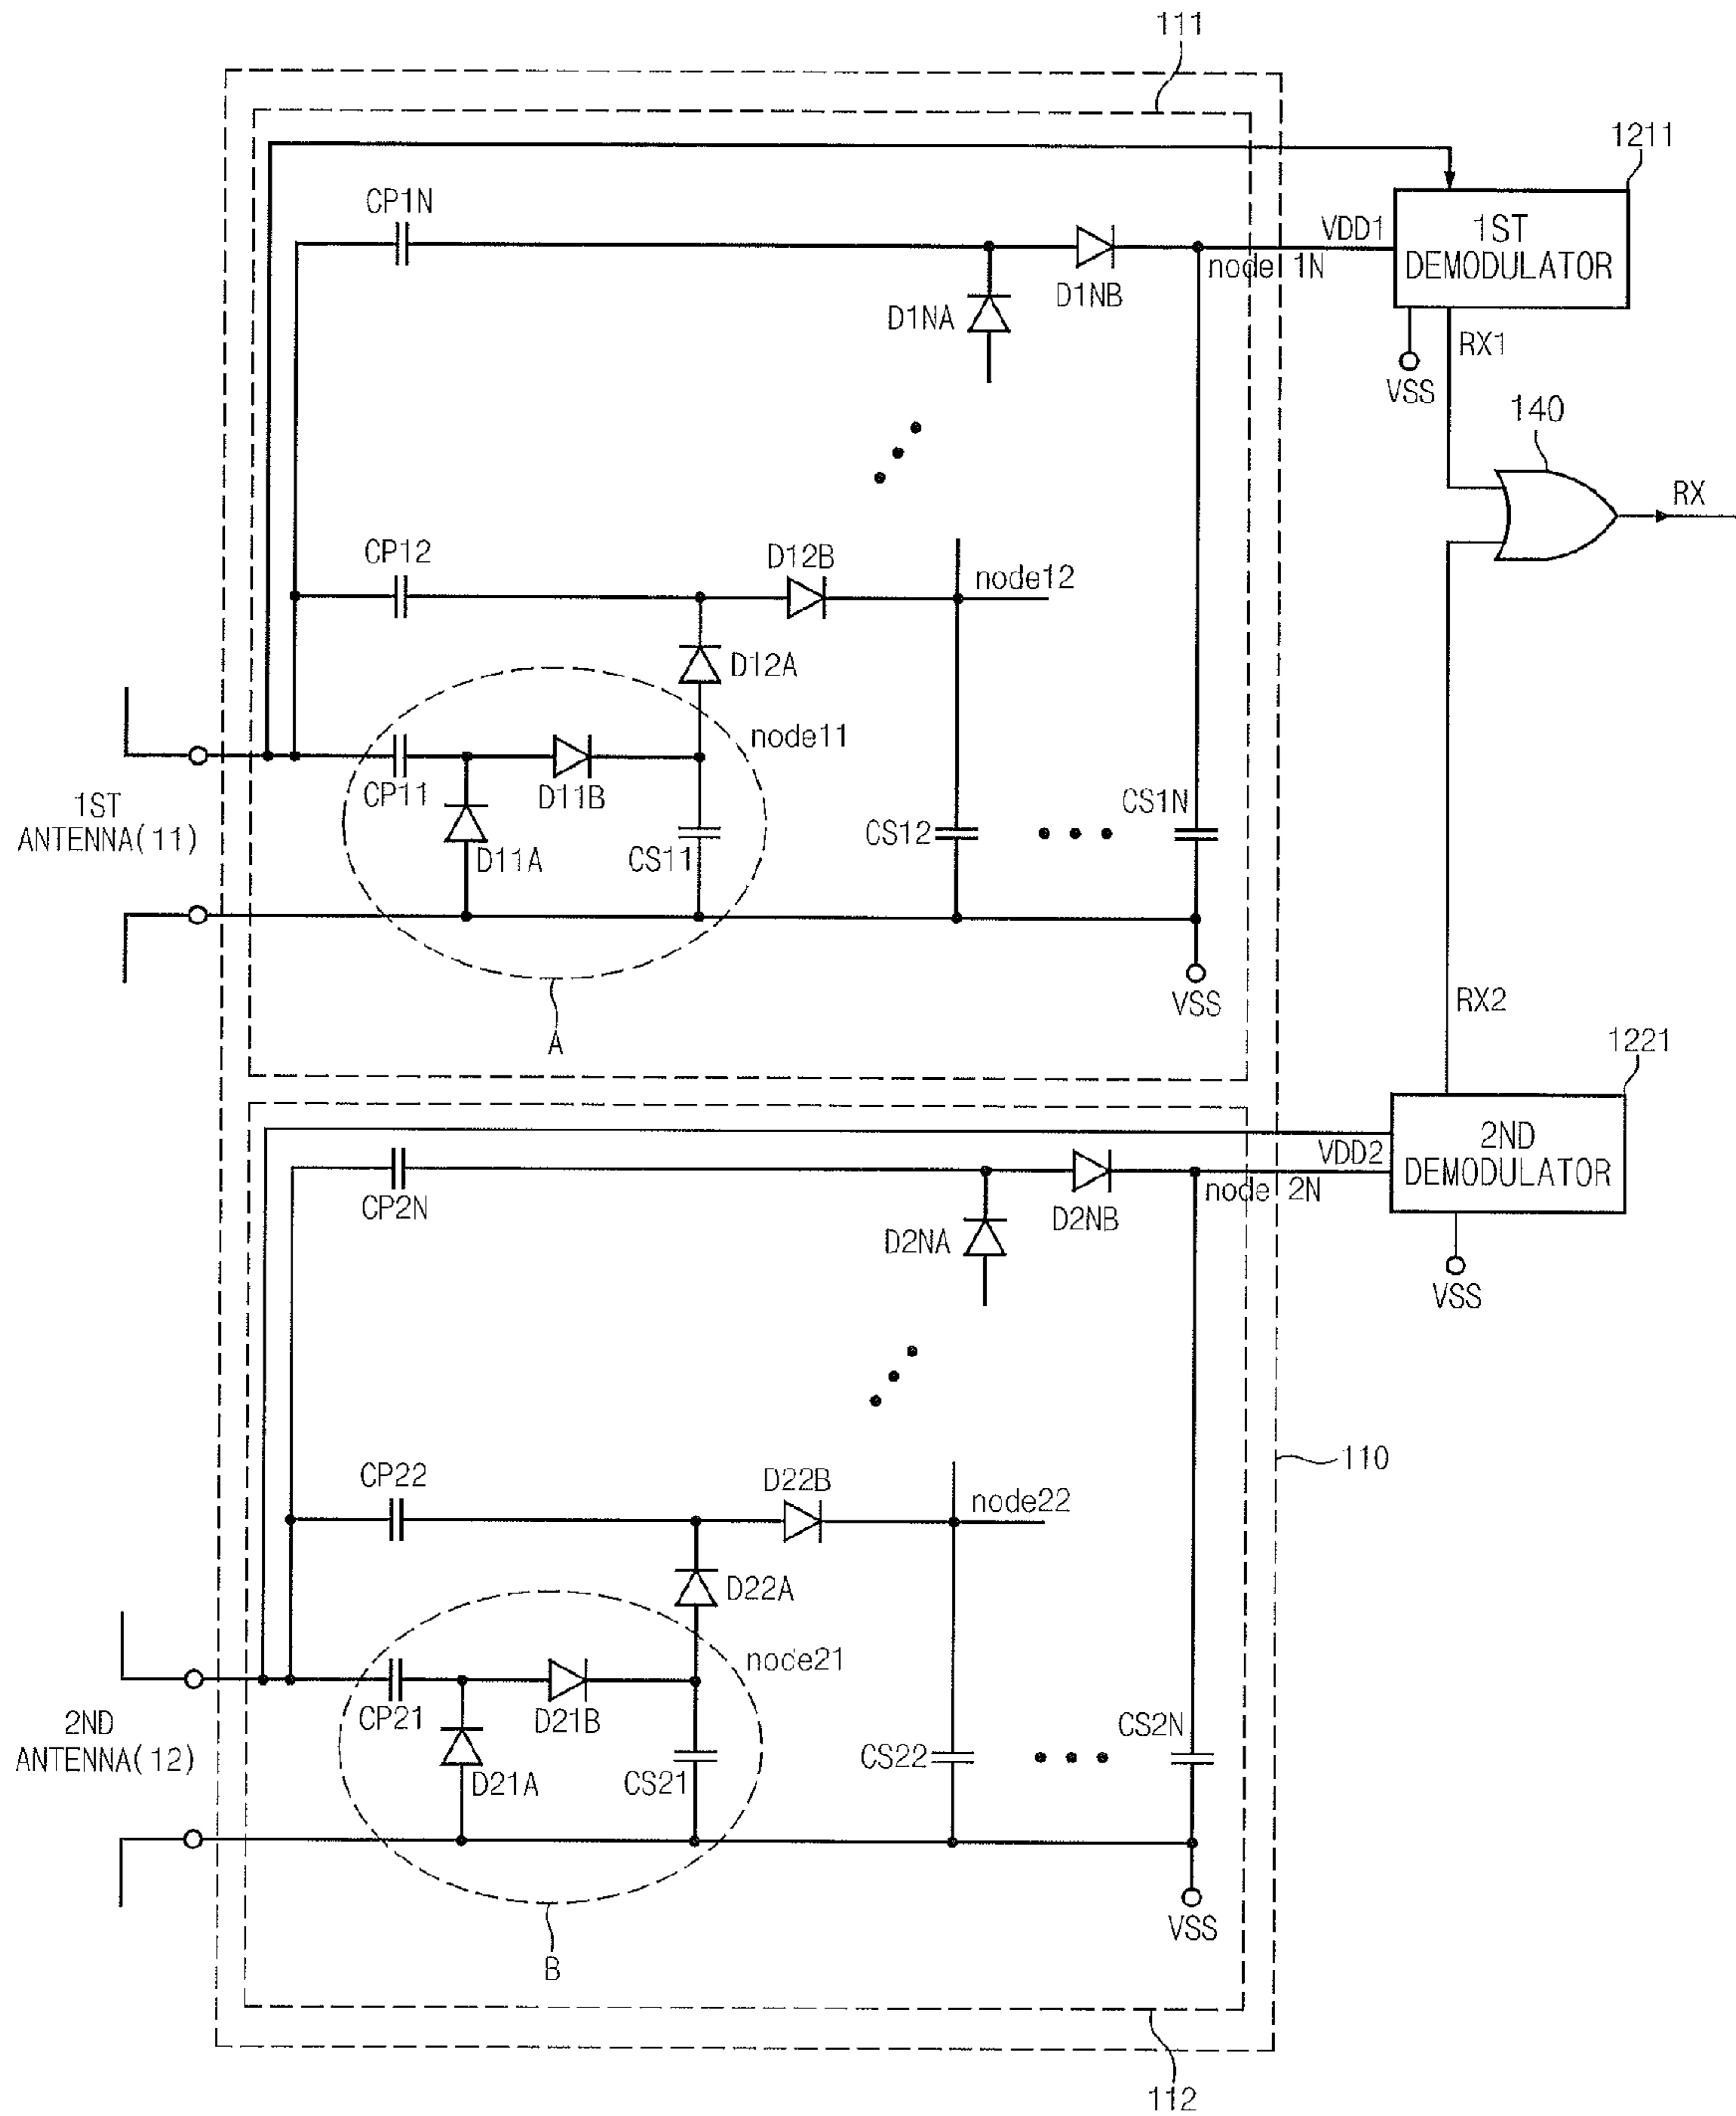 111
1211
CP1N
VDD1
1ST
DEMODULATOR
node 1N
D1NB
D1NA
RX1
VSS
140
RX
CP12
D12B
node12
D12A
node11
CP11
D11B
1ST
ANTENNA(11)
D11A
CS11
CS12
CS1N
VSS
A
RX2
1221
2ND
DEMODULATOR
VDD2
node 2N
CP2N
D2NB
D2NA
VSS
110
CP22
D22B
node22
D22A
node21
CP21
D21B
2ND
ANTENNA(12)
D21A
CS21
CS22
CS2N
VSS
B
112